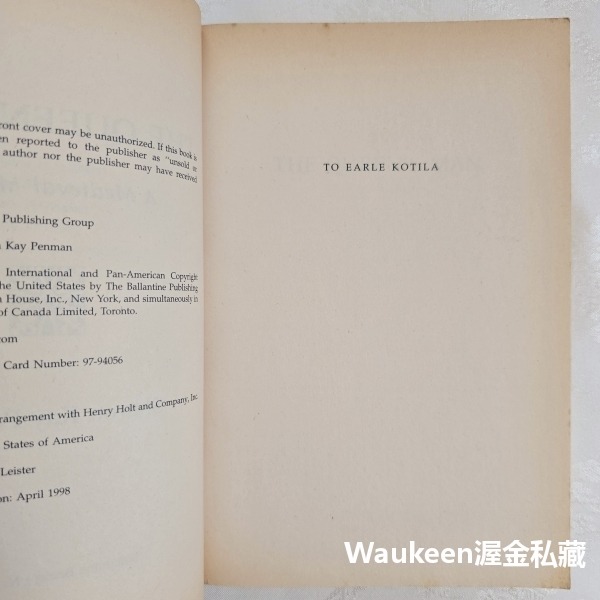 ront cover may be unauthorized. If this book is
en reported to the publisher as "unsold or
author nor the publisher may have received
Publishing Group
Kay Penman
International and Pan-American Copyright
he United States by The Ballantine Publishing
House, Inc., New York, and simultaneously in
of Canada Limited, Toronto.
com
Card Number: 97-94056
rrangement with Henry Holt and Company, Inc.
States of America
Leister
on: April 1998
TO EARLE KOTILA
Waukeen渥金私藏